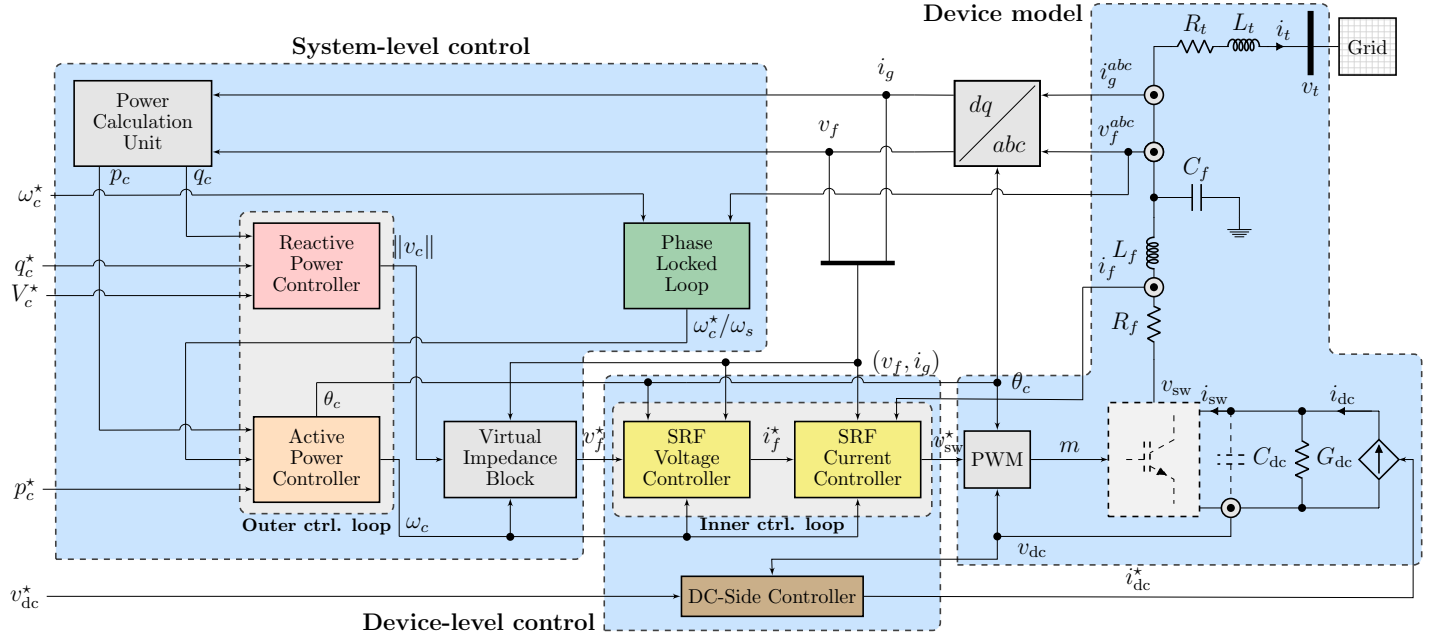 Device model
System-level control
R_t
L_t
i_t
Grid
v_t
i_g
i_g^{abc}
Power
Calculation
Unit
dq
abc
v_f
v_f^{abc}
p_c
q_c
C_f
ω_c^⋆
Reactive
Power
Controller
‖v_c‖
Phase
Locked
Loop
L_f
i_f
q_c^⋆
V_c^⋆
R_f
ω_c^⋆/ω_s
(v_f, i_g)
θ_c
θ_c
v_sw
i_sw
i_dc
Active
Power
Controller
Virtual
Impedance
Block
v_f^⋆
SRF
Voltage
Controller
i_f^⋆
SRF
Current
Controller
v_sw^⋆
PWM
m
C_dc
G_dc
p_c^⋆
Outer ctrl. loop
ω_c
Inner ctrl. loop
v_dc
i_dc^⋆
v_dc^⋆
DC-Side Controller
Device-level control